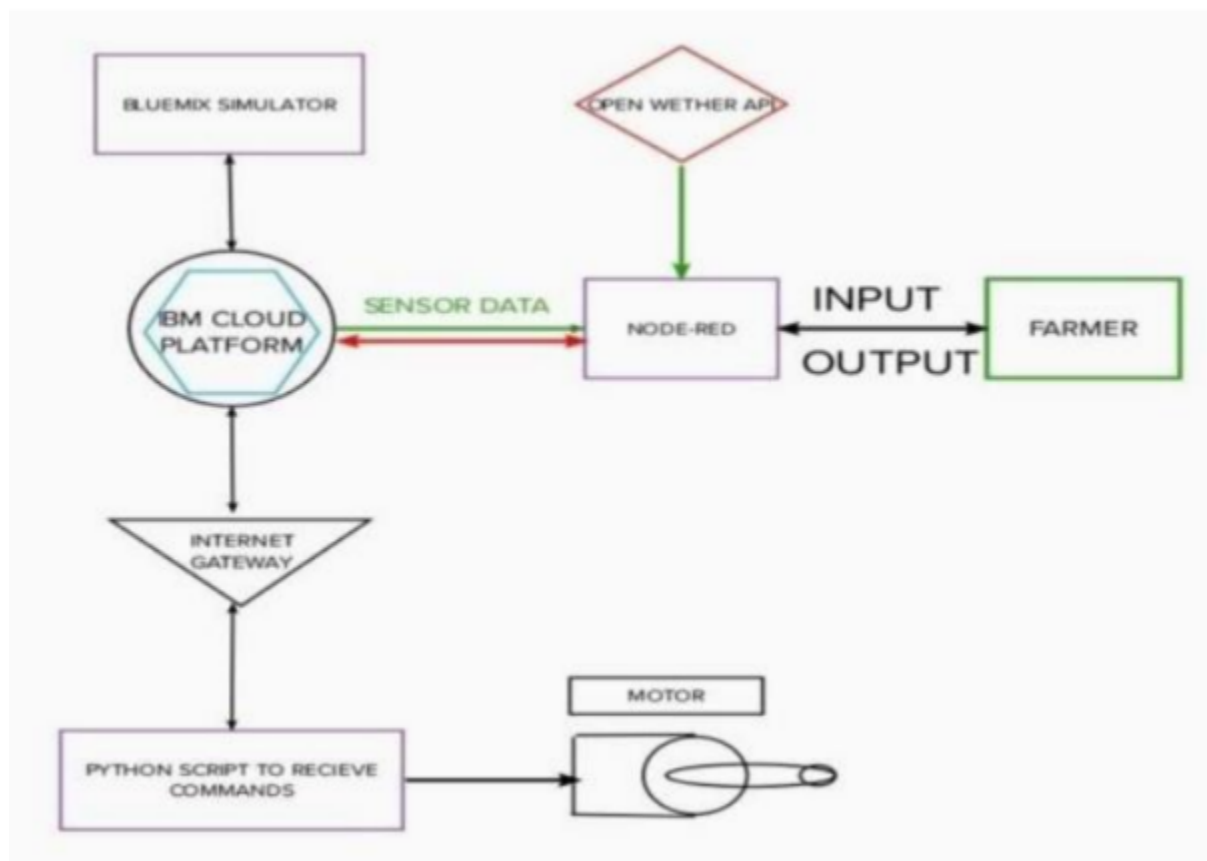 BLUEMIX SIMULATOR
OPEN WETHER API
IBM CLOUD
PLATFORM
SENSOR DATA
NODE-RED
INPUT
OUTPUT
FARMER
INTERNET
GATEWAY
MOTOR
PYTHON SCRIPT TO RECIEVE
COMMANDS